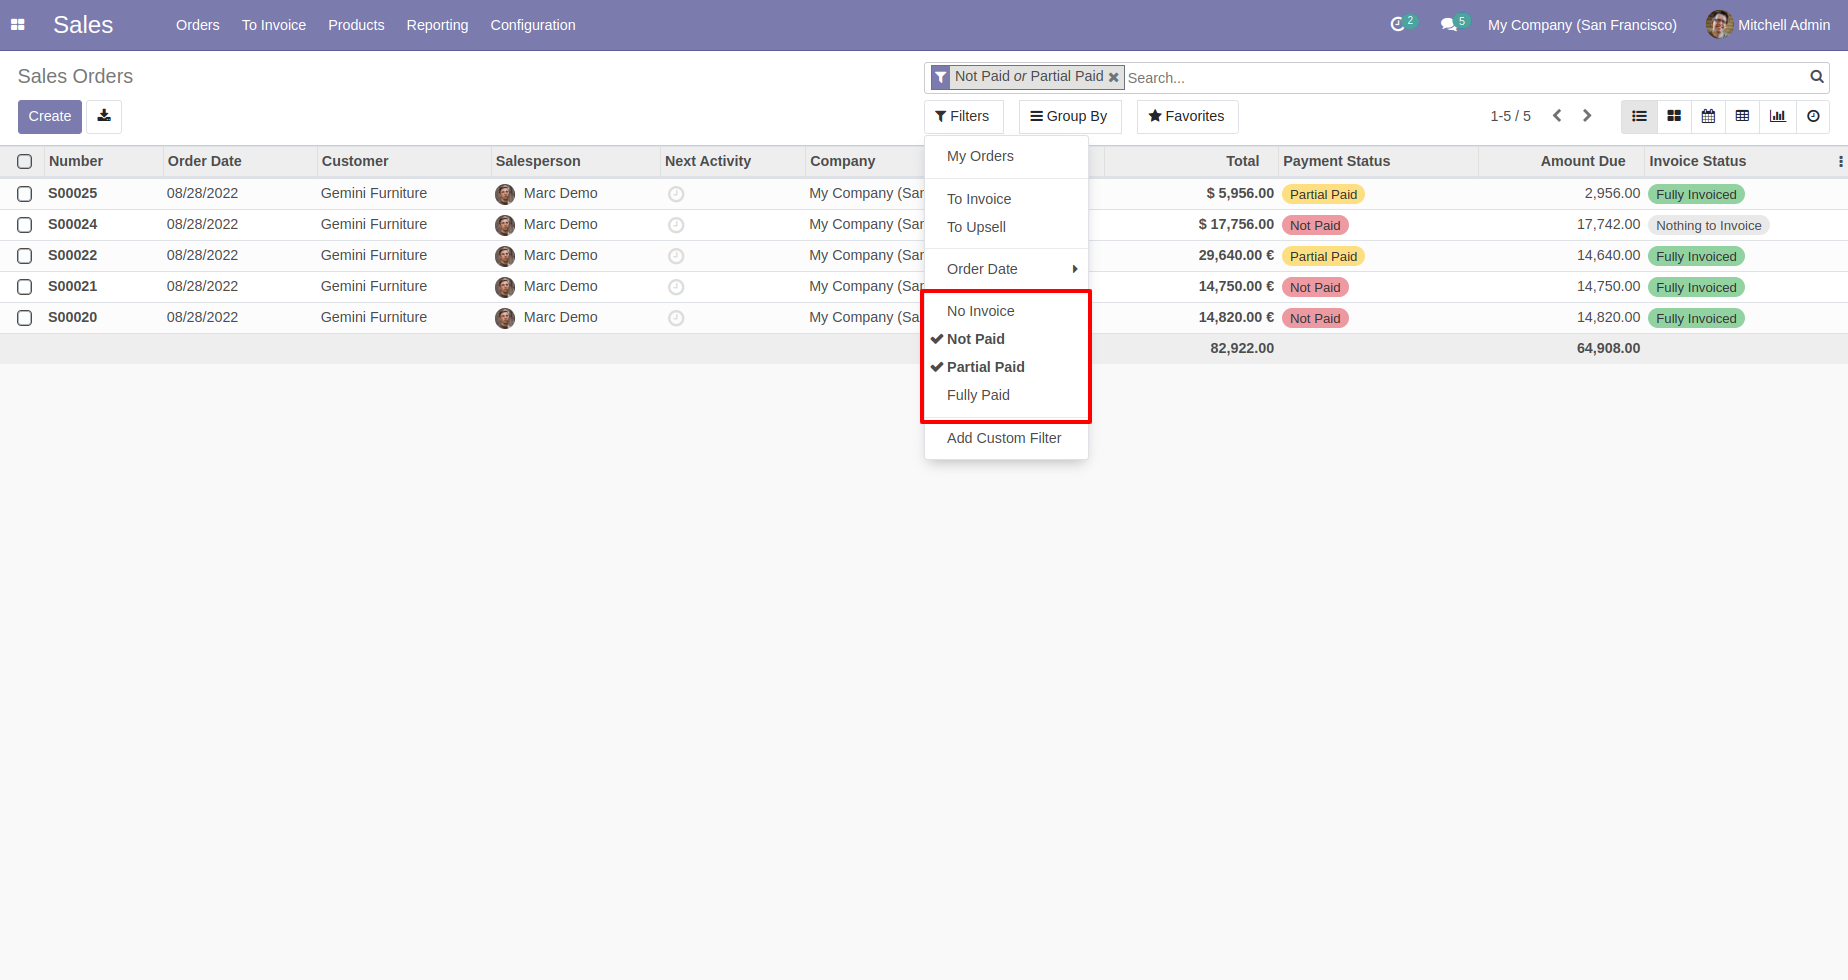 Sales Orders To Invoice Products Reporting Configuration 2 5 My Company (San Francisco) Mitchell Admin
Sales Orders
Not Paid or Partial Paid Search...
Create Filters Group By Favorites 1-5 / 5
Number Order Date Customer Salesperson Next Activity Company Total Payment Status Amount Due Invoice Status
S00025 08/28/2022 Gemini Furniture Marc Demo My Company (San $ 5,956.00 Partial Paid 2,956.00 Fully Invoiced
S00024 08/28/2022 Gemini Furniture Marc Demo My Company (San $ 17,756.00 Not Paid 17,742.00 Nothing to Invoice
S00022 08/28/2022 Gemini Furniture Marc Demo My Company (San 29,640.00 € Partial Paid 14,640.00 Fully Invoiced
S00021 08/28/2022 Gemini Furniture Marc Demo My Company (San 14,750.00 € Not Paid 14,750.00 Fully Invoiced
S00020 08/28/2022 Gemini Furniture Marc Demo My Company (Sa 14,820.00 € Not Paid 14,820.00 Fully Invoiced
82,922.00 64,908.00
My Orders
To Invoice
To Upsell
Order Date
No Invoice
Not Paid
Partial Paid
Fully Paid
Add Custom Filter